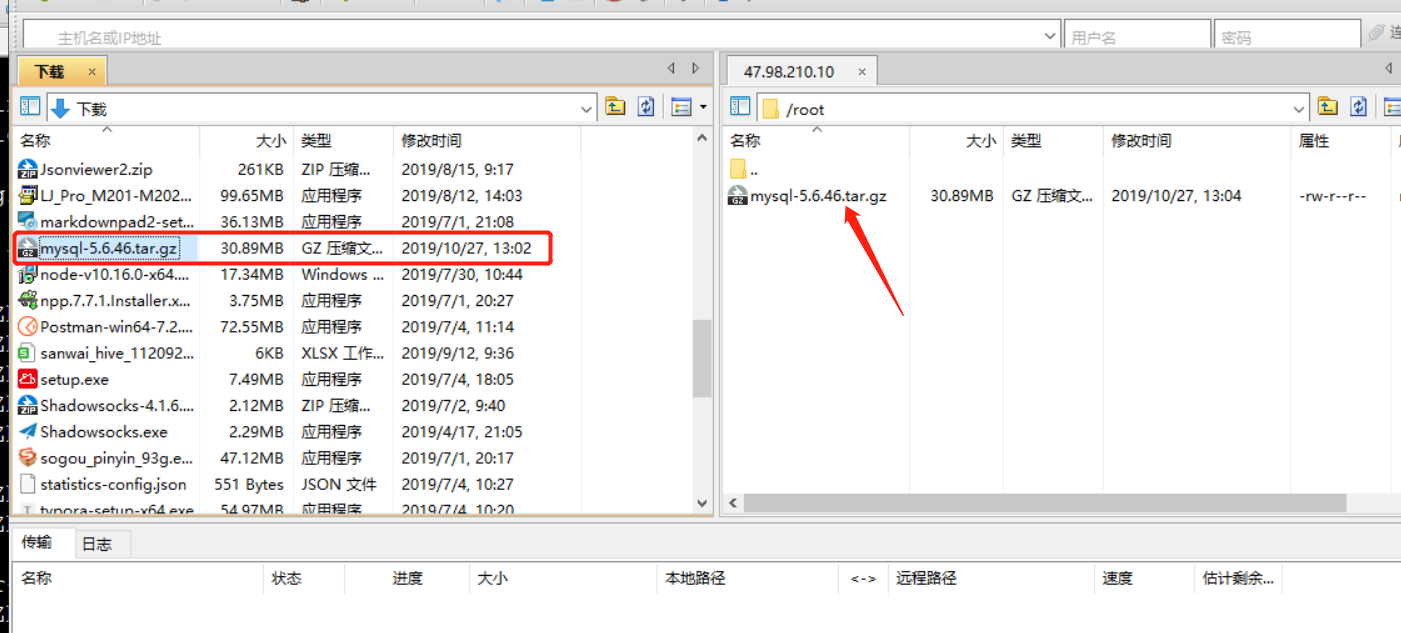 主机名或IP地址 用户名 密码 连
下载 × 47.98.210.10 ×
下载 /root
名称 大小 类型 修改时间 名称 大小 类型 修改时间 属性
Jsonviewer2.zip 261KB ZIP 压缩... 2019/8/15, 9:17 ..
LJ_Pro_M201-M202... 99.65MB 应用程序 2019/8/12, 14:03 mysql-5.6.46.tar.gz 30.89MB GZ 压缩文... 2019/10/27, 13:04 -rw-r--r--
markdownpad2-set... 36.13MB 应用程序 2019/7/1, 21:08
mysql-5.6.46.tar.gz 30.89MB GZ 压缩文... 2019/10/27, 13:02
node-v10.16.0-x64.... 17.34MB Windows ... 2019/7/30, 10:44
npp.7.7.1.Installer.x... 3.75MB 应用程序 2019/7/1, 20:27
Postman-win64-7.2.... 72.55MB 应用程序 2019/7/4, 11:14
sanwai_hive_112092... 6KB XLSX 工作... 2019/9/12, 9:36
setup.exe 7.49MB 应用程序 2019/7/4, 18:05
Shadowsocks-4.1.6.... 2.12MB ZIP 压缩... 2019/7/2, 9:40
Shadowsocks.exe 2.29MB 应用程序 2019/4/17, 21:05
sogou_pinyin_93g.e... 47.12MB 应用程序 2019/7/1, 20:17
statistics-config.json 551 Bytes JSON 文件 2019/7/4, 10:27
typora-setup-x64.exe 54.97MB 应用程序 2019/7/4, 10:20
传输 日志
名称 状态 进度 大小 本地路径 <-> 远程路径 速度 估计剩余...